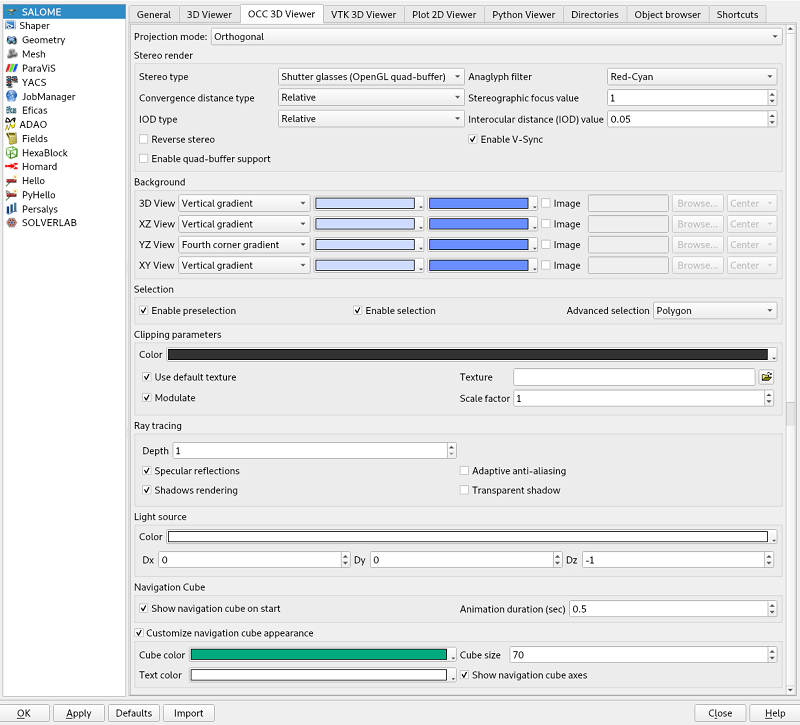 SALOME
Shaper
Geometry
Mesh
ParaViS
YACS
JobManager
Eficas
ADAO
Fields
HexaBlock
Homard
Hello
PyHello
Persalys
SOLVERLAB
General 3D Viewer OCC 3D Viewer VTK 3D Viewer Plot 2D Viewer Python Viewer Directories Object browser Shortcuts
Projection mode: Orthogonal
Stereo render
Stereo type Shutter glasses (OpenGL quad-buffer) Anaglyph filter Red-Cyan
Convergence distance type Relative Stereographic focus value 1
IOD type Relative Interocular distance (IOD) value 0.05
Reverse stereo Enable V-Sync
Enable quad-buffer support
Background
3D View Vertical gradient Image Browse... Center
XZ View Vertical gradient Image Browse... Center
YZ View Fourth corner gradient Image Browse... Center
XY View Vertical gradient Image Browse... Center
Selection
Enable preselection Enable selection Advanced selection Polygon
Clipping parameters
Color
Use default texture Texture
Modulate Scale factor 1
Ray tracing
Depth 1
Specular reflections Adaptive anti-aliasing
Shadows rendering Transparent shadow
Light source
Color
Dx 0 Dy 0 Dz -1
Navigation Cube
Show navigation cube on start Animation duration (sec) 0.5
Customize navigation cube appearance
Cube color Cube size 70
Text color Show navigation cube axes
OK Apply Defaults Import Close Help